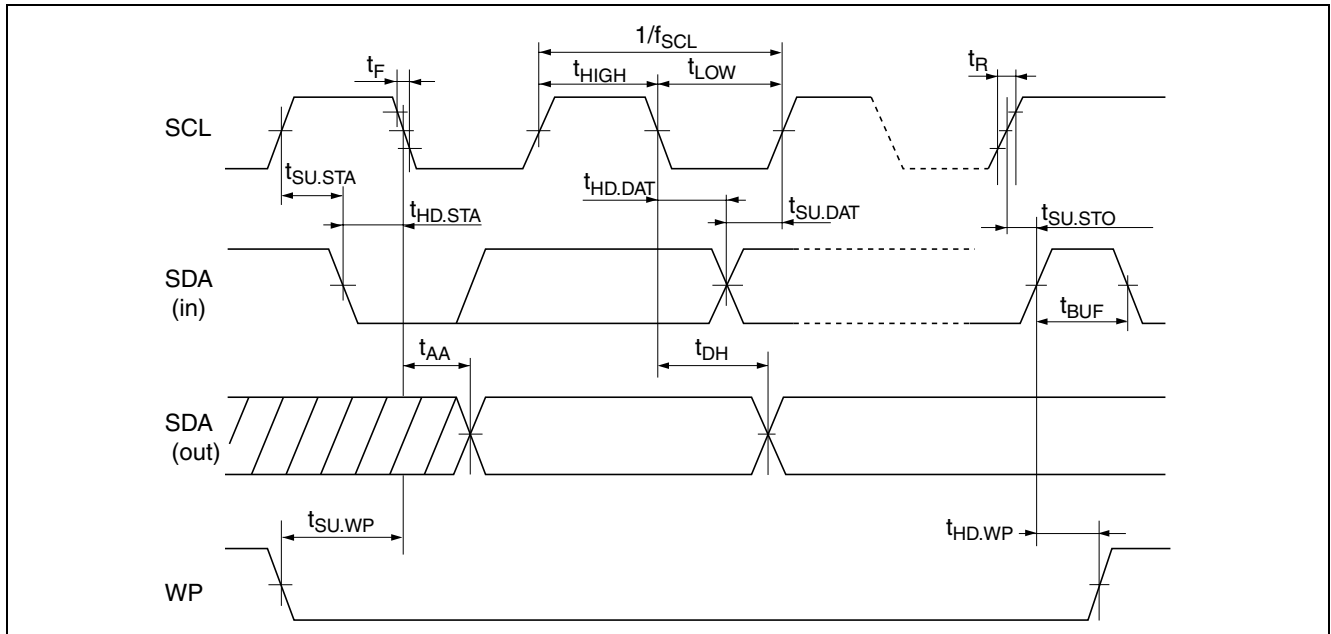 1/fSCL
tF
tHIGH
tLOW
tR
SCL
tSU.STA
tHD.STA
tHD.DAT
tSU.DAT
tSU.STO
SDA
(in)
tBUF
tAA
tDH
SDA
(out)
tSU.WP
tHD.WP
WP